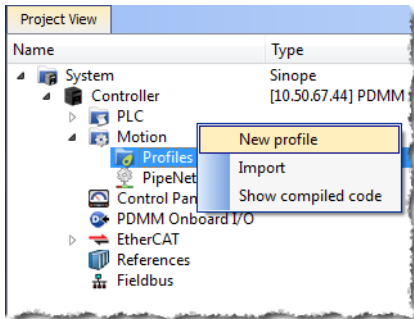 Project View
Name Type
System Sinope
Controller [10.50.67.44] PDMM
PLC
Motion
New profile
Profiles
Import
PipeNet
Show compiled code
Control Pan
PDMM Onboard I/O
EtherCAT
References
Fieldbus